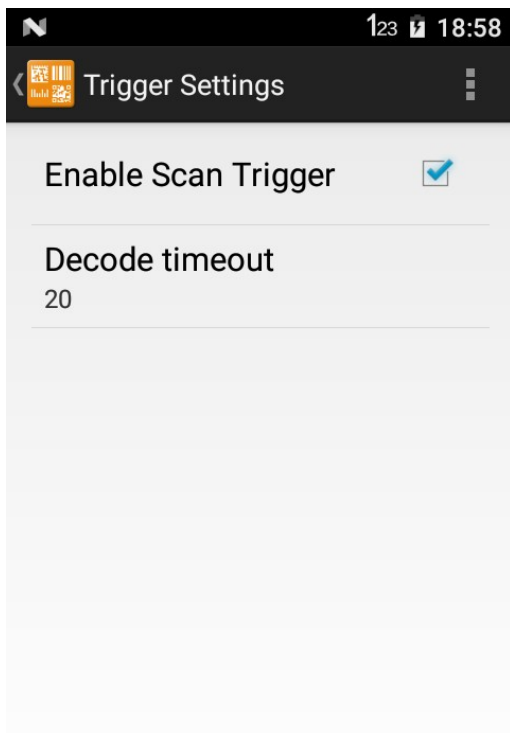 123 18:58
Trigger Settings
Enable Scan Trigger
Decode timeout
20